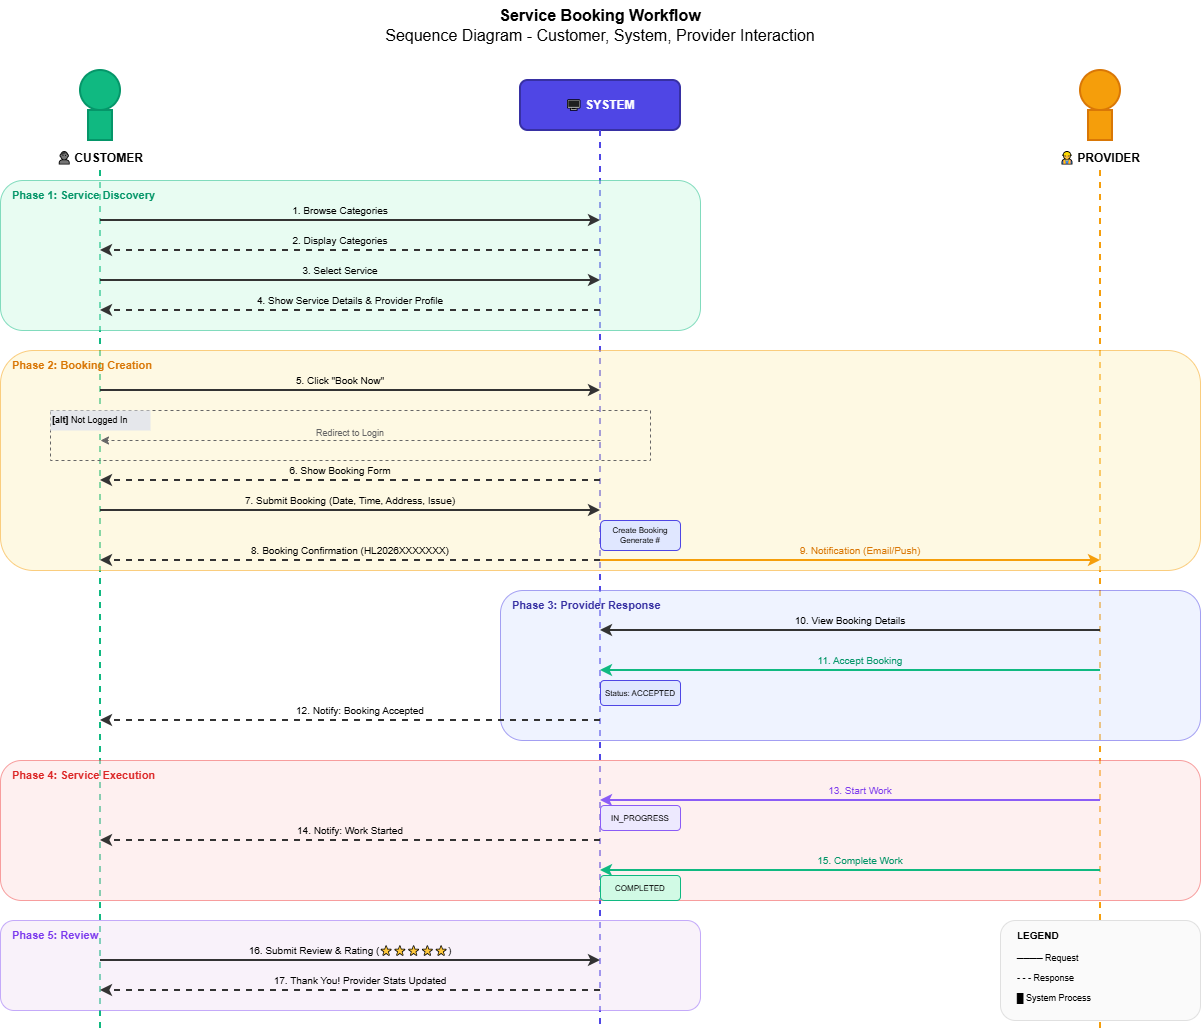 Service Booking Workflow
Sequence Diagram - Customer, System, Provider Interaction
SYSTEM
CUSTOMER
PROVIDER
Phase 1: Service Discovery
1. Browse Categories
2. Display Categories
3. Select Service
4. Show Service Details & Provider Profile
Phase 2: Booking Creation
5. Click "Book Now"
[alt] Not Logged In
Redirect to Login
6. Show Booking Form
7. Submit Booking (Date, Time, Address, Issue)
Create Booking
Generate #
8. Booking Confirmation (HL2026XXXXXXX)
9. Notification (Email/Push)
Phase 3: Provider Response
10. View Booking Details
11. Accept Booking
Status: ACCEPTED
12. Notify: Booking Accepted
Phase 4: Service Execution
13. Start Work
IN_PROGRESS
14. Notify: Work Started
15. Complete Work
COMPLETED
Phase 5: Review
16. Submit Review & Rating (⭐⭐⭐⭐⭐)
17. Thank You! Provider Stats Updated
LEGEND
───── Request
- - - Response
█ System Process